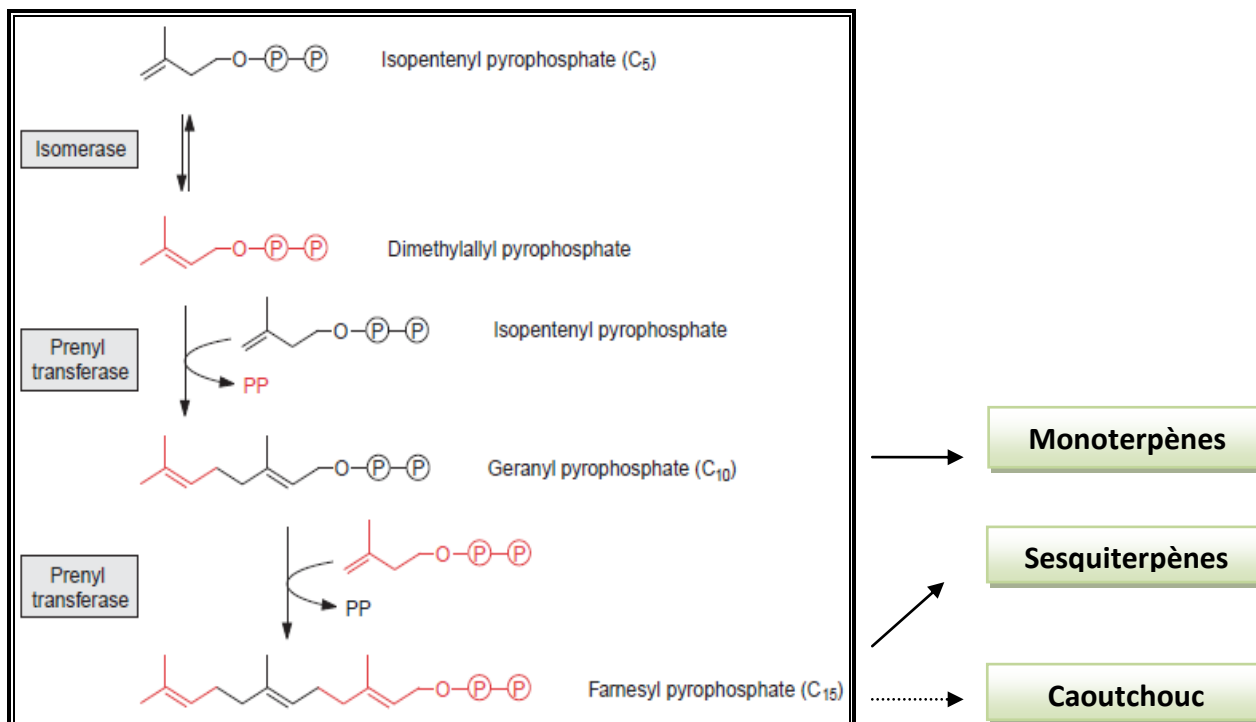 O—Ⓟ—Ⓟ Isopentenyl pyrophosphate (C₅)
Isomerase
O—Ⓟ—Ⓟ Dimethylallyl pyrophosphate
O—Ⓟ—Ⓟ Isopentenyl pyrophosphate
Prenyl
transferase
PP
Monoterpènes
O—Ⓟ—Ⓟ Geranyl pyrophosphate (C₁₀)
O—Ⓟ—Ⓟ
Sesquiterpènes
Prenyl
transferase
PP
O—Ⓟ—Ⓟ Farnesyl pyrophosphate (C₁₅)
Caoutchouc